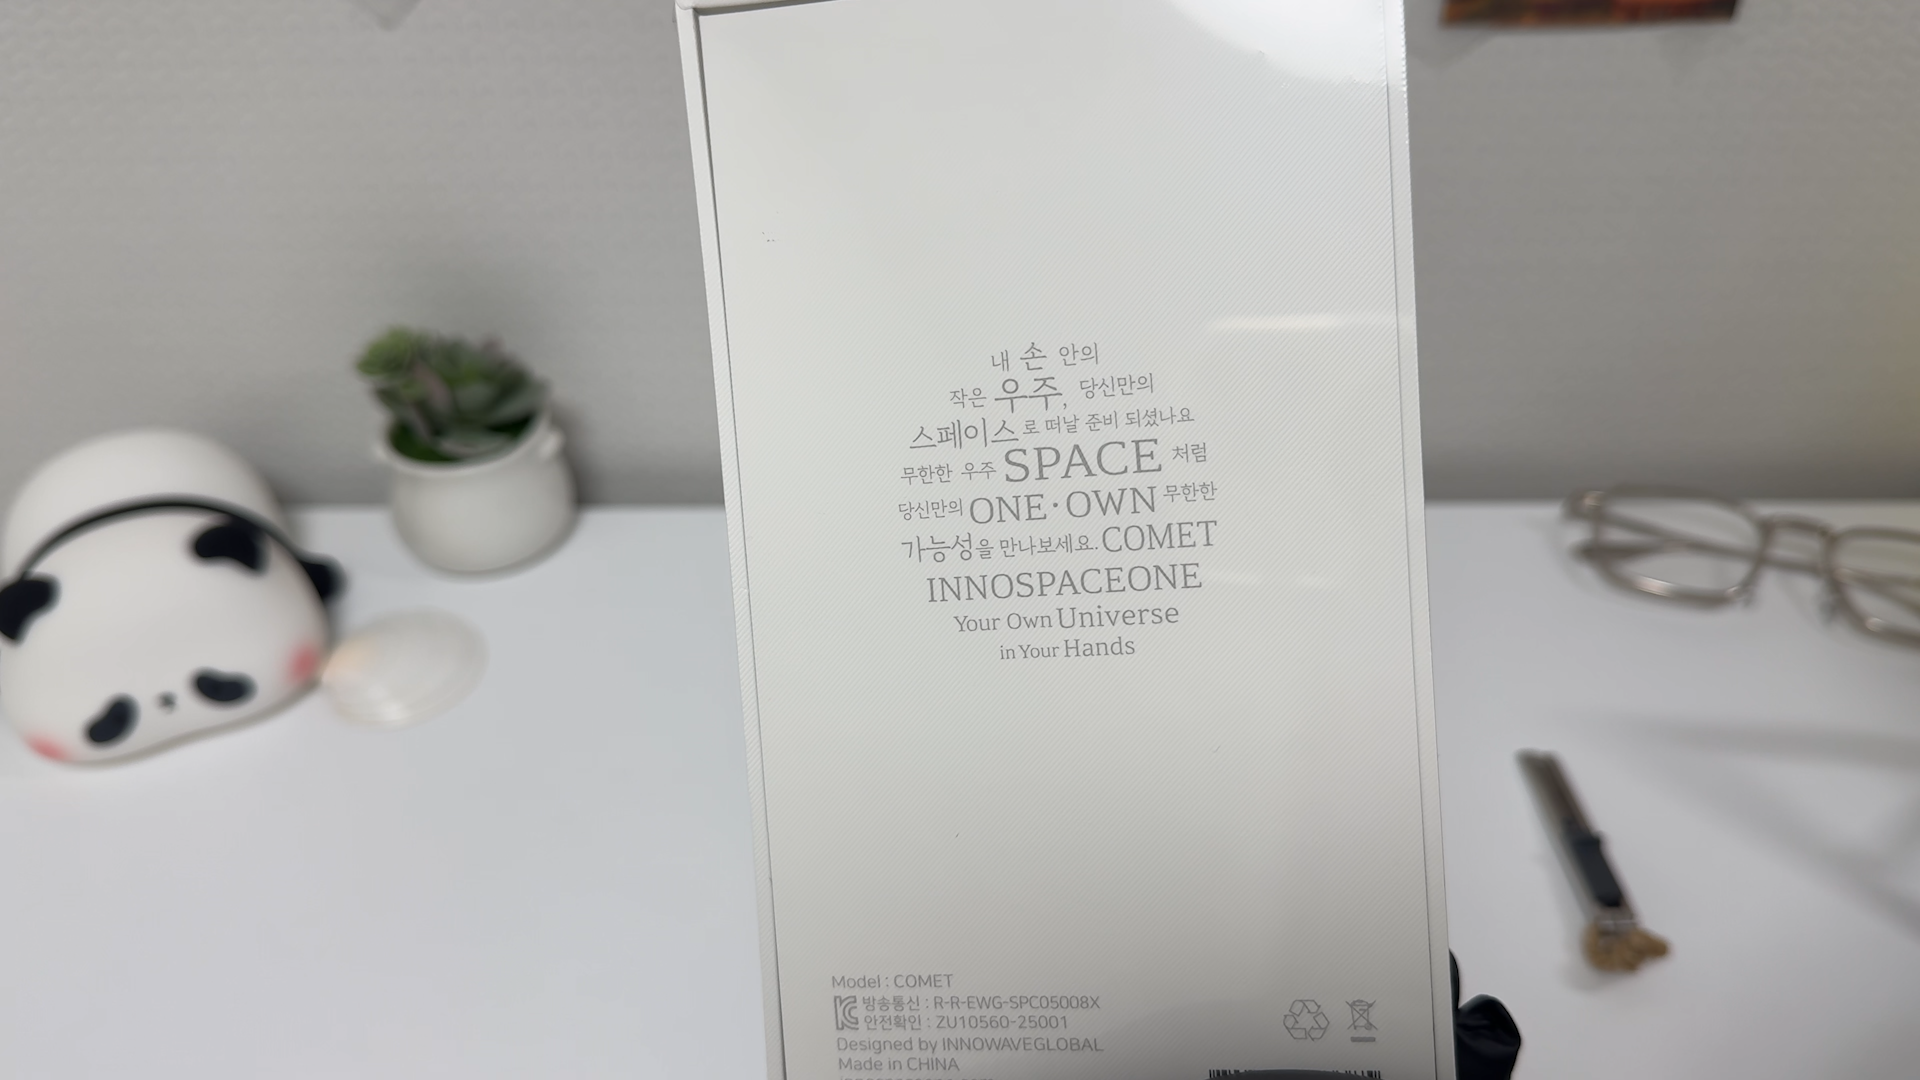 내 손 안의
작은 우주, 당신만의
스페이스로 떠날 준비 되셨나요
무한한 우주 SPACE 처럼
당신만의 ONE·OWN 무한한
가능성을 만나보세요. COMET
INNOSPACEONE
Your Own Universe
in Your Hands
Model : COMET
방송통신 : R-R-EWG-SPC05008X
안전확인 : ZU10560-25001
Designed by INNOWAVEGLOBAL
Made in CHINA